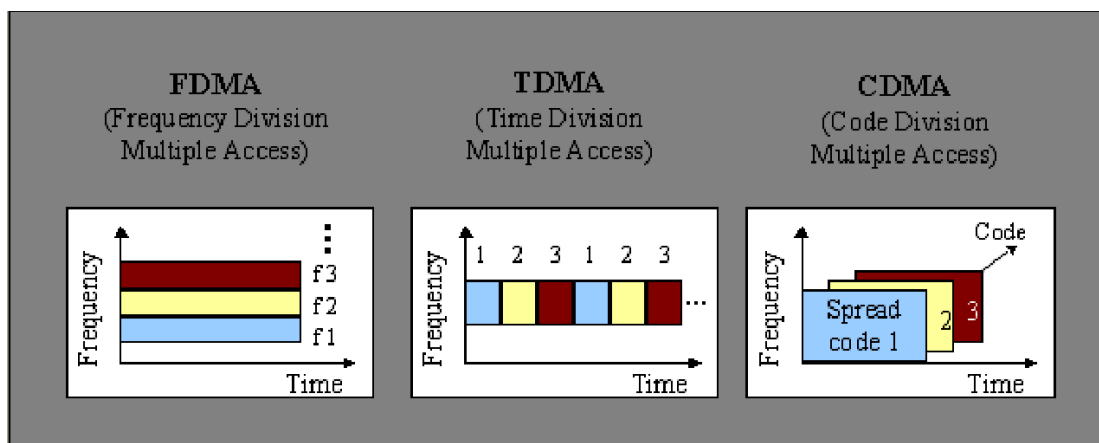 FDMA
(Frequency Division
Multiple Access)
TDMA
(Time Division
Multiple Access)
CDMA
(Code Division
Multiple Access)
Frequency
f3
f2
f1
Time
Frequency
1 2 3 1 2 3
...
Time
Frequency
Code
Spread
code 1
2
3
Time